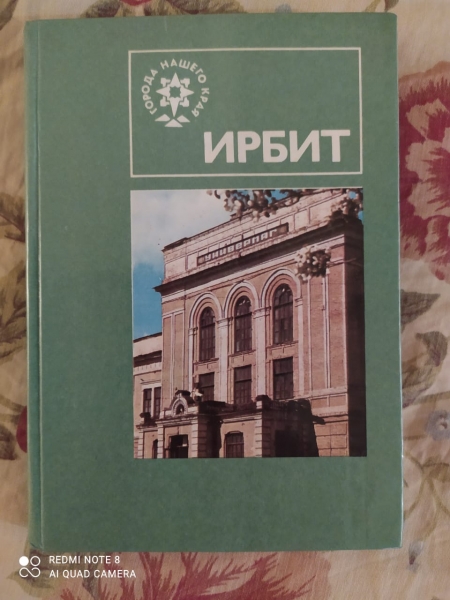 ГОРОДА НАШЕГО КРАЯ
ИРБИТ
УНИВЕРМАГ
REDMI NOTE 8
AI QUAD CAMERA